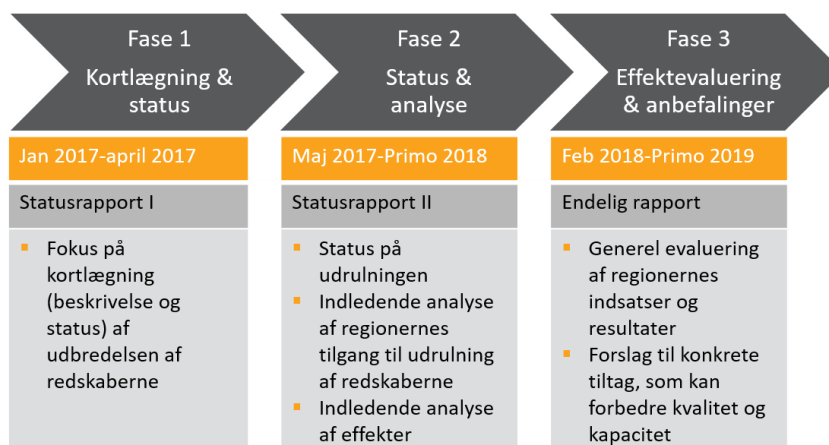 Fase 1
Kortlægning &
status
Jan 2017-april 2017
Statusrapport I
▪ Fokus på
kortlægning
(beskrivelse og
status) af
udbredelsen af
redskaberne
Fase 2
Status &
analyse
Maj 2017-Primo 2018
Statusrapport II
▪ Status på
udrulningen
▪ Indledende analyse
af regionernes
tilgang til udrulning
af redskaberne
▪ Indledende analyse
af effekter
Fase 3
Effektevaluering
& anbefalinger
Feb 2018-Primo 2019
Endelig rapport
▪ Generel evaluering
af regionernes
indsatser og
resultater
▪ Forslag til konkrete
tiltag, som kan
forbedre kvalitet og
kapacitet